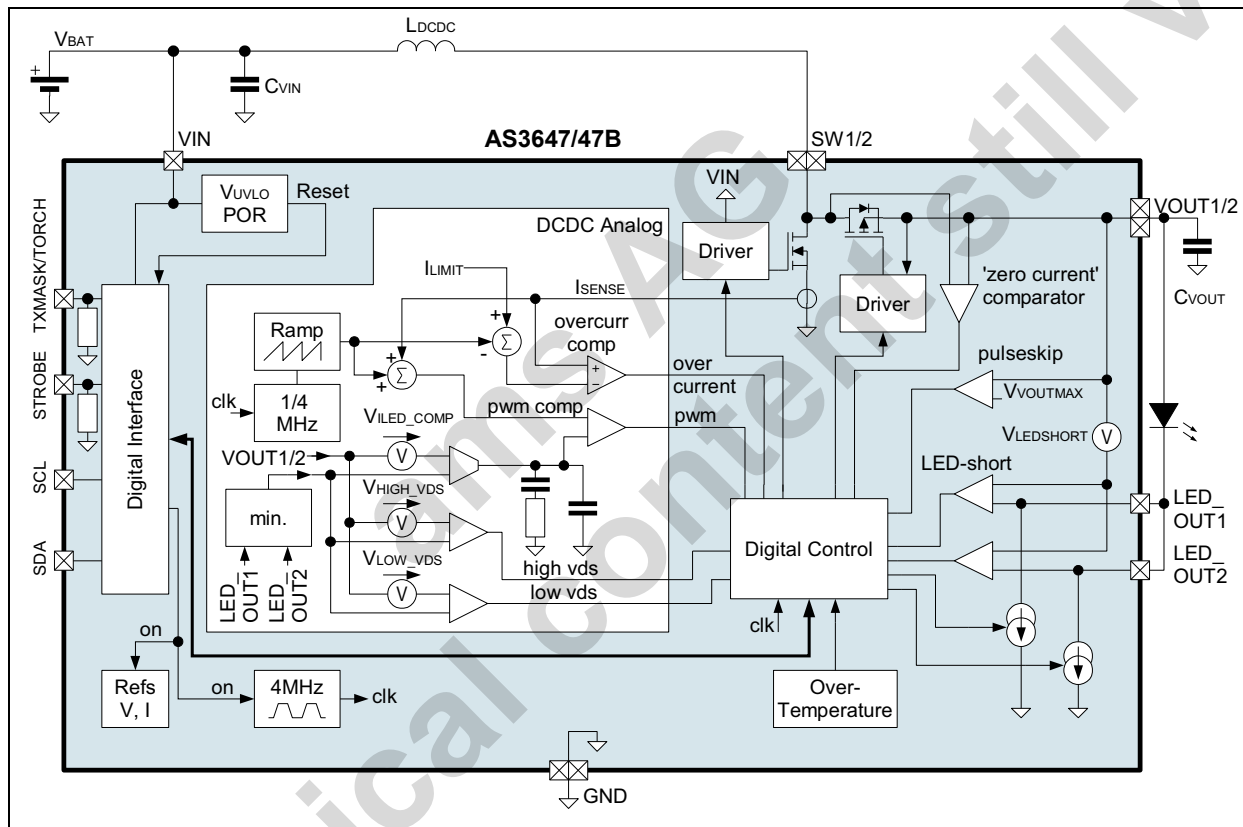 LDCDC
VBAT
+
CVIN
VIN
AS3647/47B
SW1/2
VUVLO
POR
Reset
VIN
VOUT1/2
DCDC Analog
Driver
TXMASK/TORCH
ILIMIT
ISENSE
Driver
'zero current'
comparator
CVOUT
Ramp
+
-
Σ
overcurr
comp
+
+
Σ
+
−
over
current
pulseskip
VVOUTMAX
STROBE
clk
1/4
MHz
pwm comp
pwm
VILED_COMP
V
VLEDSHORT
V
Digital Interface
VOUT1/2
LED-short
SCL
VHIGH_VDS
V
LED_
OUT1
min.
Digital Control
SDA
VLOW_VDS
V
high vds
low vds
LED_
OUT2
LED_
OUT1
LED_
OUT2
clk
on
on
Refs
V, I
4MHz
clk
Over-
Temperature
GND
ams AG
ical content still v